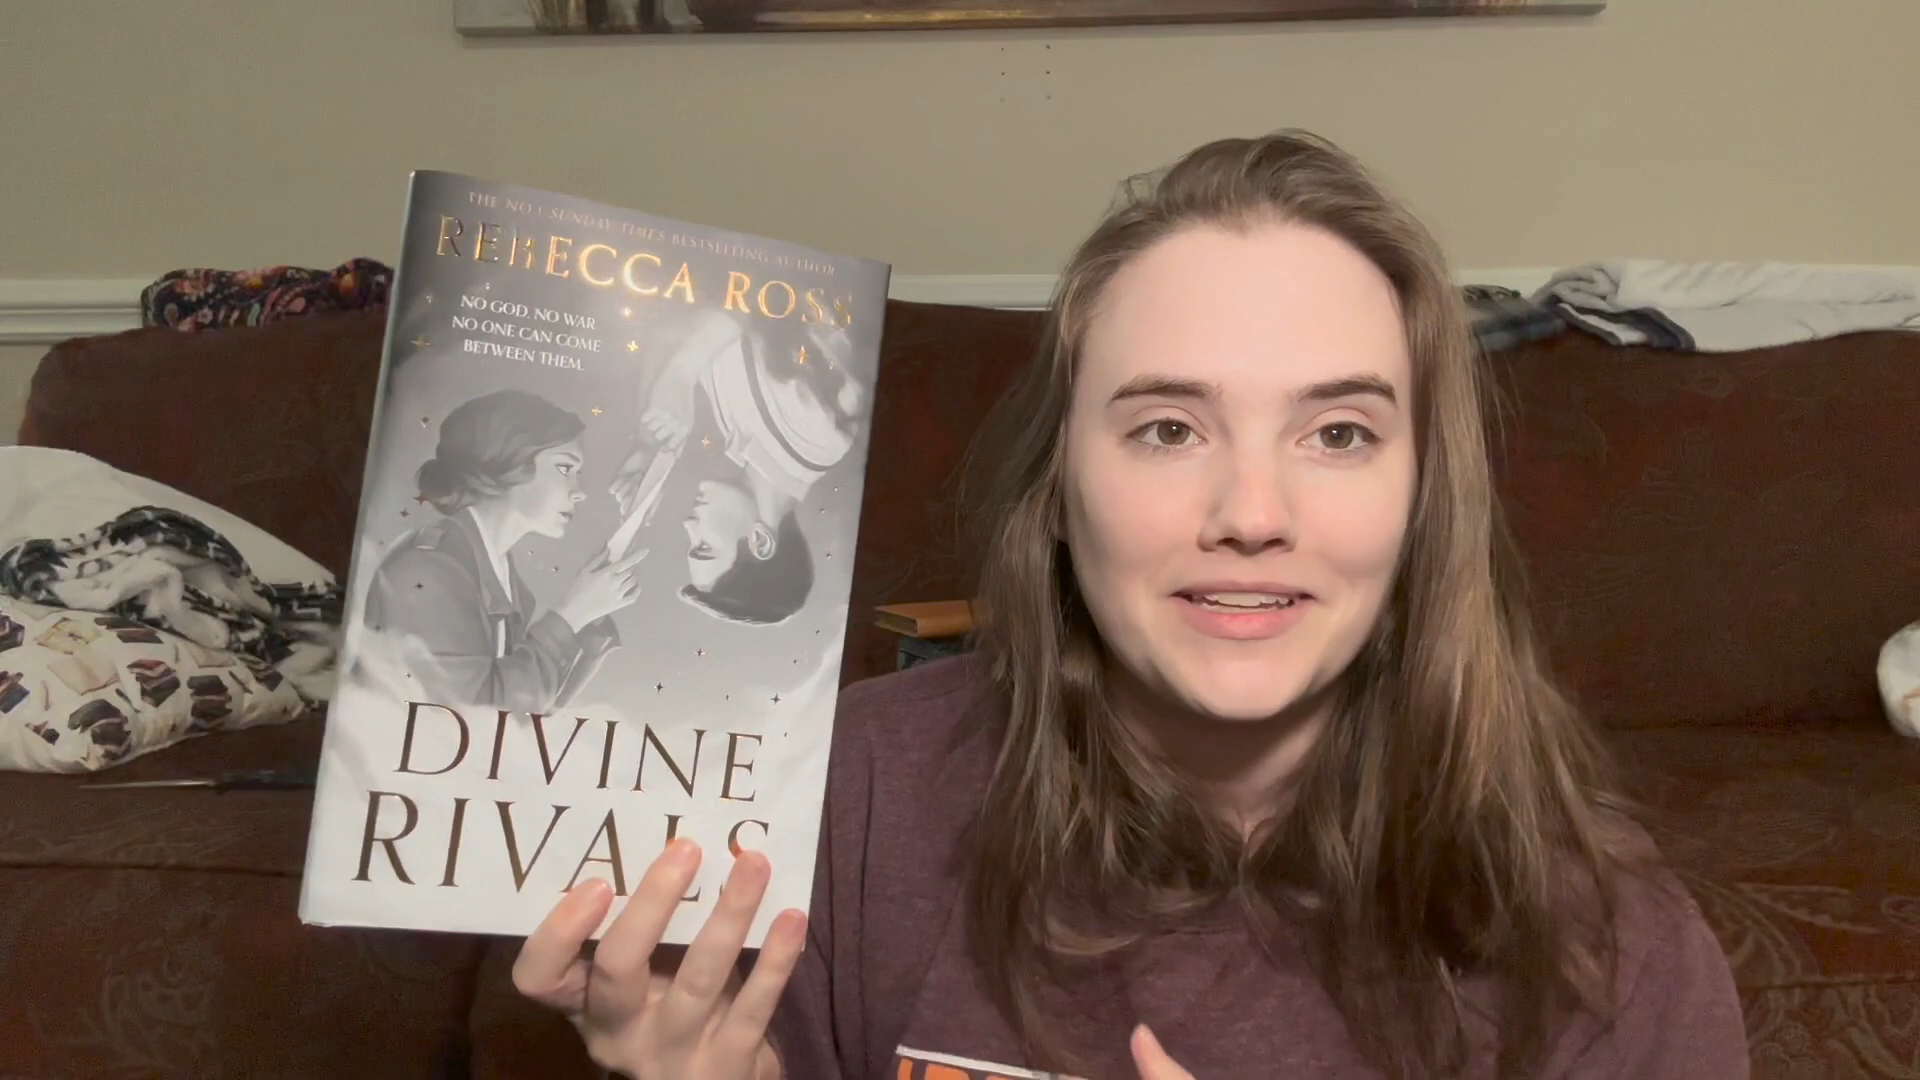 THE NO.1 SUNDAY TIMES BESTSELLING AUTHOR
REBECCA ROSS
NO GOD. NO WAR
NO ONE CAN COME
BETWEEN THEM.
DIVINE
RIVALS